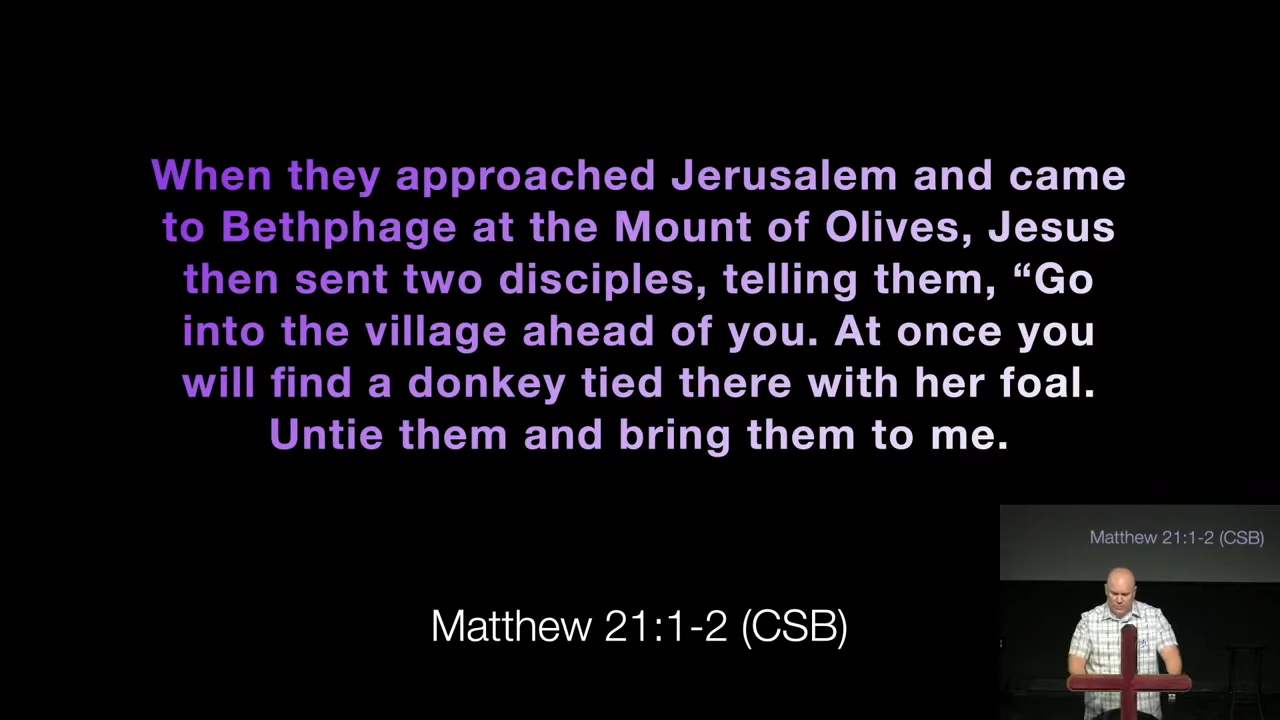 When they approached Jerusalem and came
to Bethphage at the Mount of Olives, Jesus
then sent two disciples, telling them, “Go
into the village ahead of you. At once you
will find a donkey tied there with her foal.
Untie them and bring them to me.
Matthew 21:1-2 (CSB)
Matthew 21:1-2 (CSB)